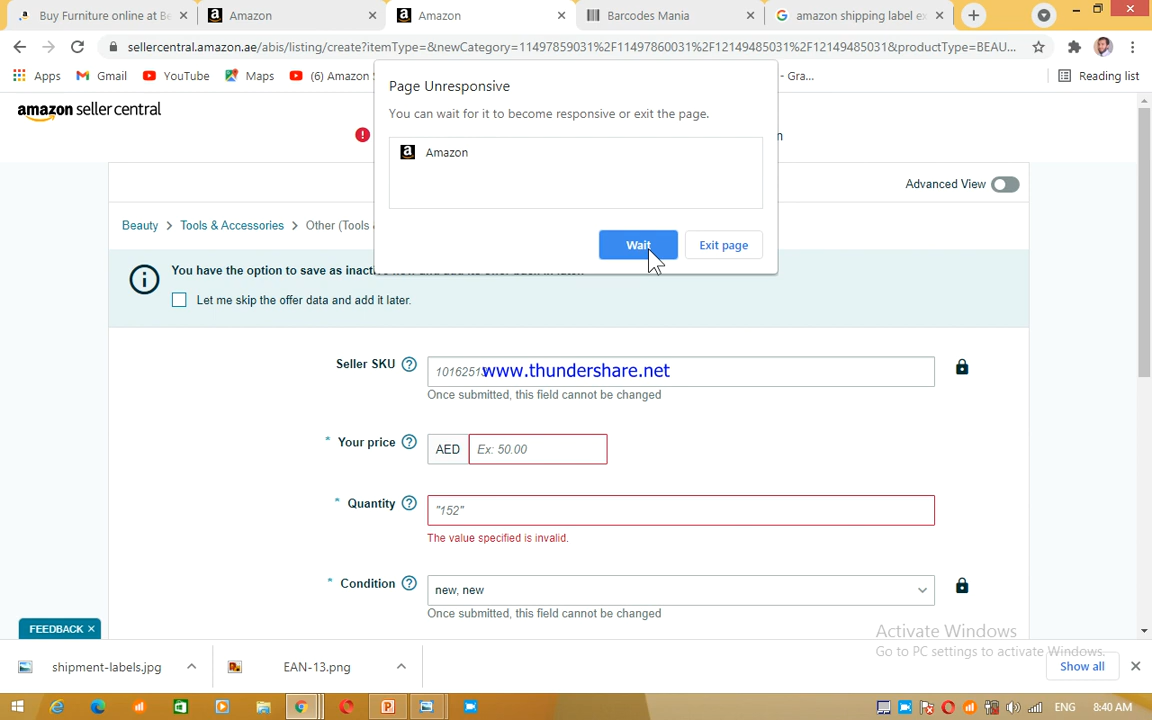 Buy Furniture online at Be
Amazon
Amazon
Barcodes Mania
amazon shipping label ex
sellercentral.amazon.ae/abis/listing/create?itemType=&newCategory=11497859031%2F11497860031%2F12149485031%2F12149485031&productType=BEAU...
Apps
Gmail
YouTube
Maps
(6) Amazon
- Gra...
Reading list
amazon seller central
Page Unresponsive
You can wait for it to become responsive or exit the page.
Amazon
Wait
Exit page
Advanced View
Beauty > Tools & Accessories > Other (Tools
You have the option to save as
Let me skip the offer data and add it later.
Seller SKU
www.thundershare.net
Once submitted, this field cannot be changed
* Your price
AED
Ex: 50.00
* Quantity
"152"
The value specified is invalid.
* Condition
new, new
Once submitted, this field cannot be changed
FEEDBACK ×
Activate Windows
Go to PC settings to activate Windows.
shipment-labels.jpg
EAN-13.png
Show all
ENG
8:40 AM